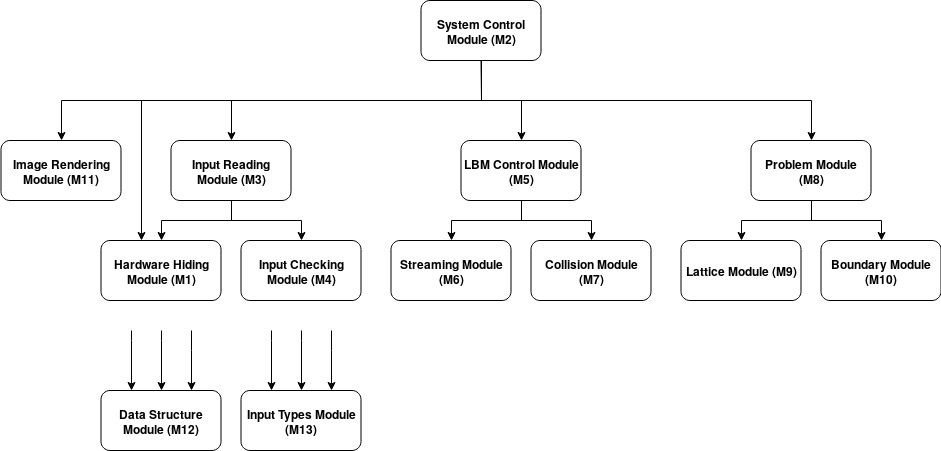 System Control
Module (M2)
Image Rendering
Module (M11)
Input Reading
Module (M3)
LBM Control Module
(M5)
Problem Module
(M8)
Hardware Hiding
Module (M1)
Input Checking
Module (M4)
Streaming Module
(M6)
Collision Module
(M7)
Lattice Module (M9)
Boundary Module
(M10)
Data Structure
Module (M12)
Input Types Module
(M13)